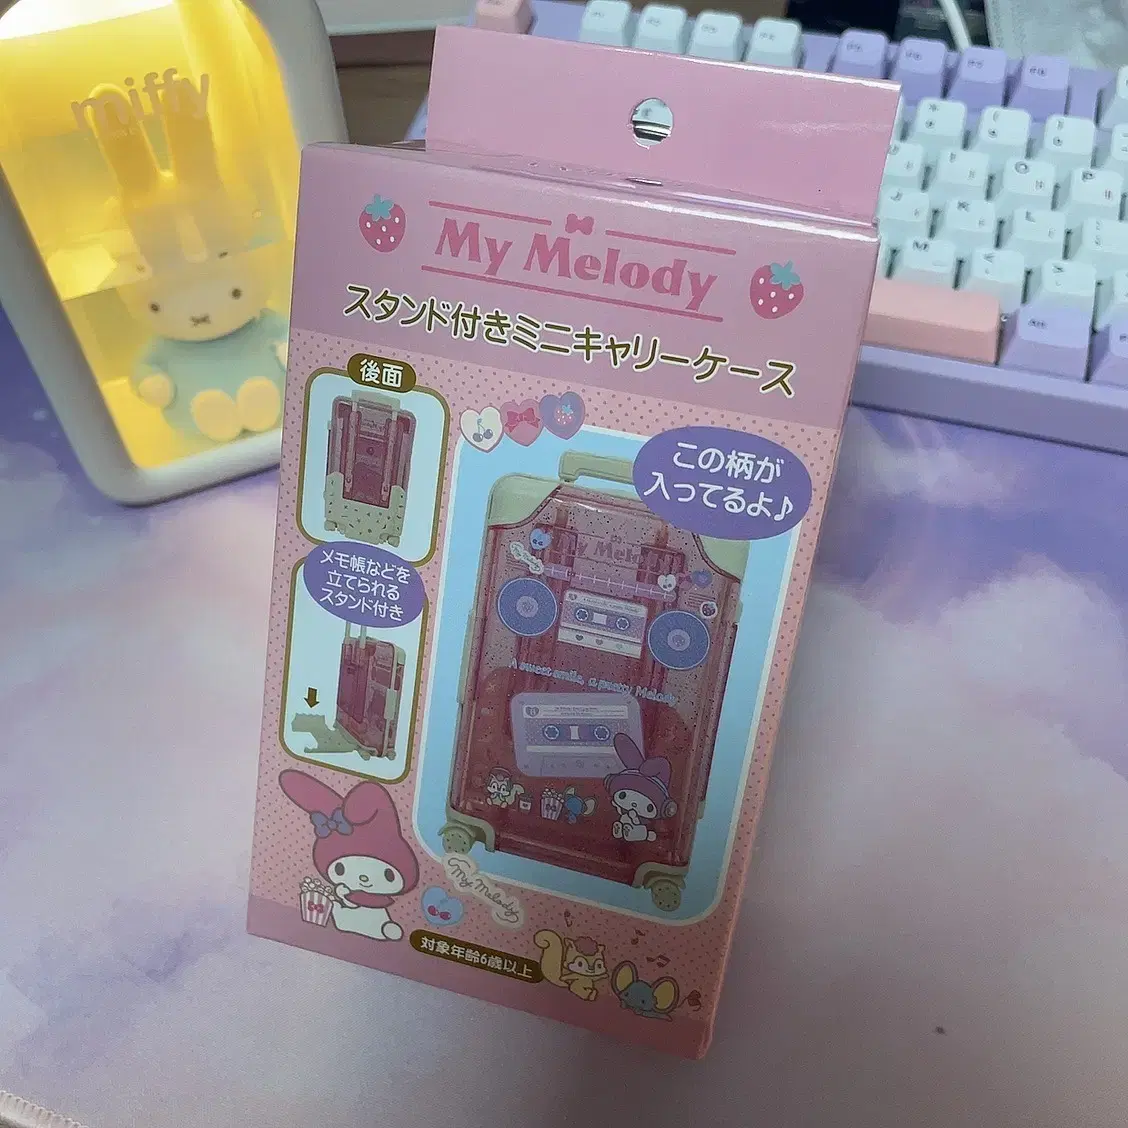 miffy
My Melody
スタンド付きミニキャリーケース
後面
この柄が
入ってるよ♪
メモ帳などを
立てられる
スタンド付き
My Melody
A sweet smile, a pretty Melody
My Melody
対象年齢6歳以上